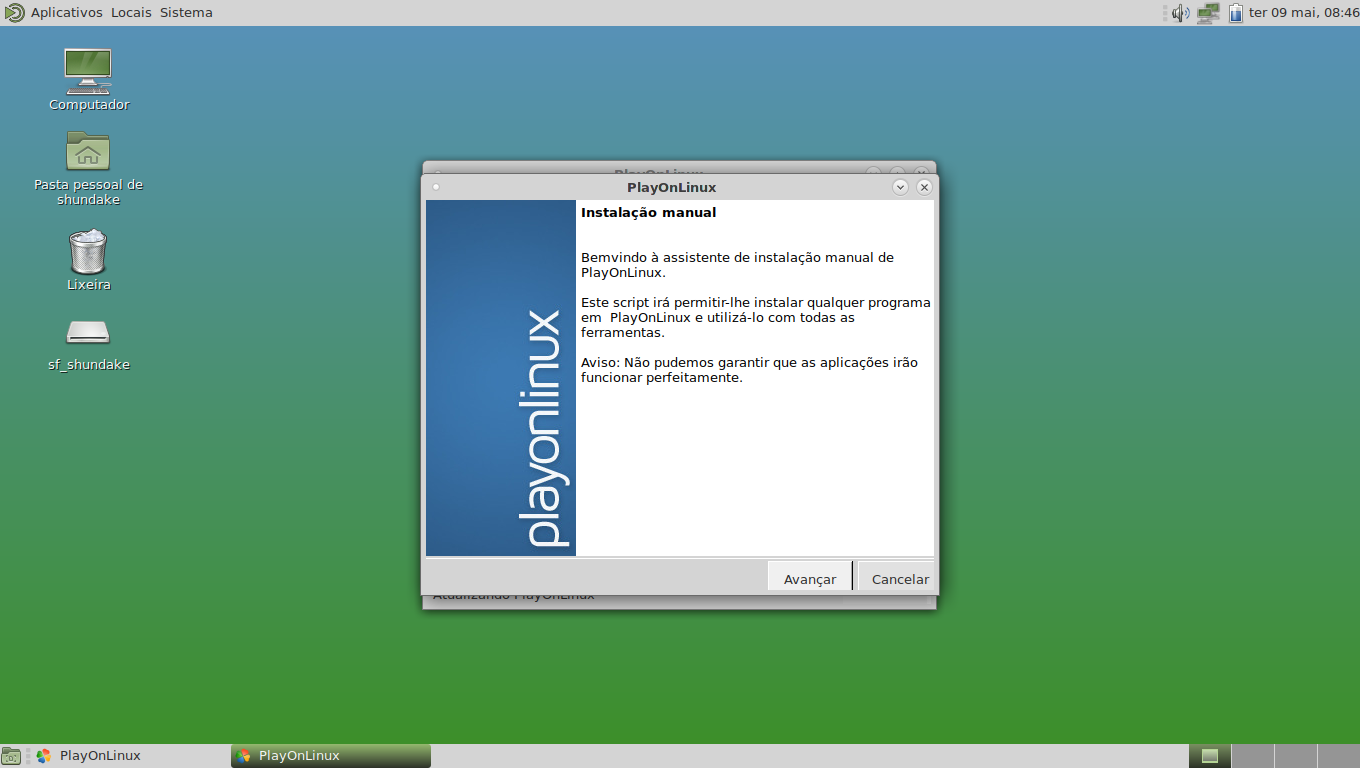 Aplicativos Locais Sistema
ter 09 mai, 08:46
Computador
Pasta pessoal de
shundake
Lixeira
sf_shundake
PlayOnLinux
PlayOnLinux
playonlinux
Instalação manual
Bemvindo à assistente de instalação manual de
PlayOnLinux.
Este script irá permitir-lhe instalar qualquer programa
em PlayOnLinux e utilizá-lo com todas as
ferramentas.
Aviso: Não pudemos garantir que as aplicações irão
funcionar perfeitamente.
Avançar Cancelar
Atualizando PlayOnLinux
PlayOnLinux PlayOnLinux